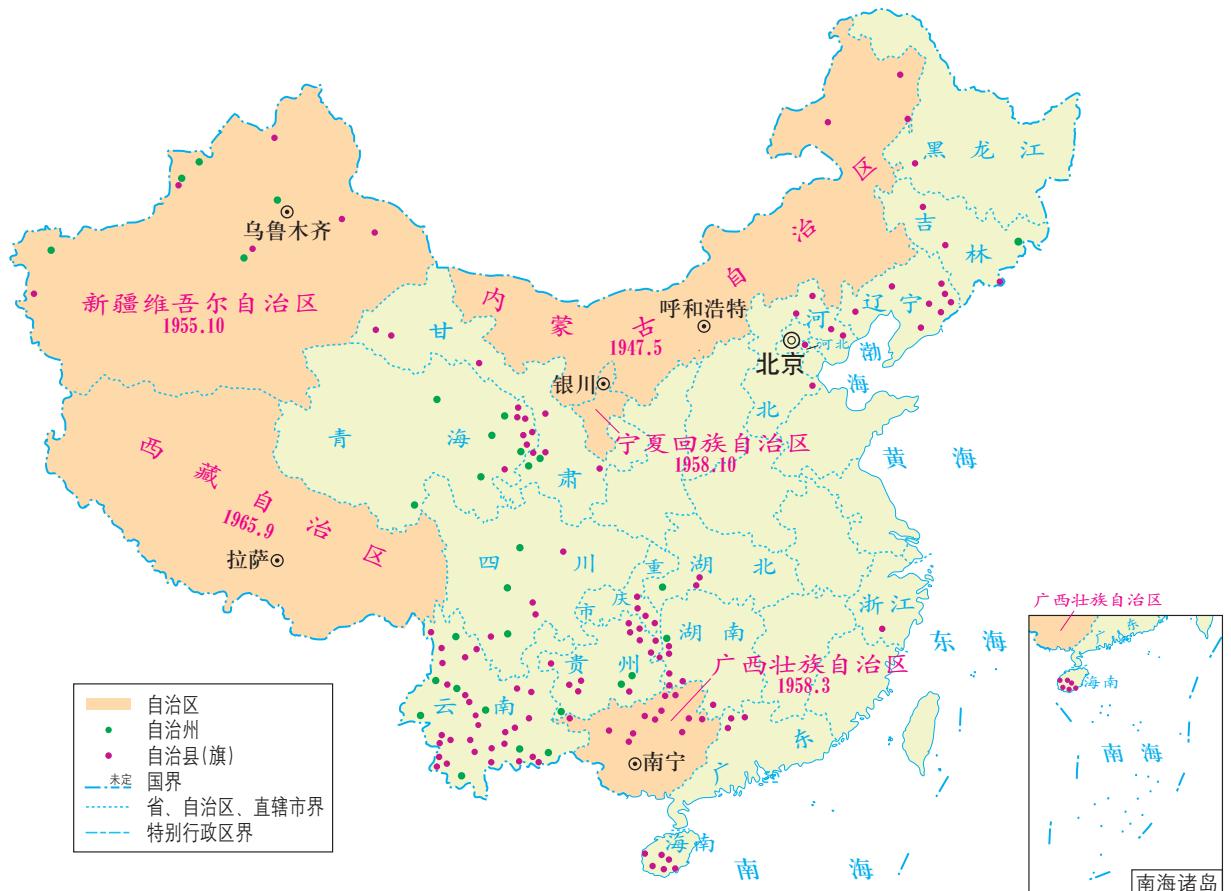 黑龙江
吉林
辽宁
乌鲁木齐
新疆维吾尔自治区
1955.10
内蒙古自治区
1947.5
呼和浩特
甘
肃
河
北
河北
北京
渤海
银川
宁夏回族自治区
1958.10
青海
黄海
西藏自治区
1965.9
拉萨
四川
重庆市
湖北
浙江
湖南
东海
贵州
广西壮族自治区
1958.3
云南
南宁
广东
海南
南海
自治区
自治州
自治县(旗)
未定
国界
省、自治区、直辖市界
特别行政区界
广西壮族自治区
广东
海南
南海
南海诸岛